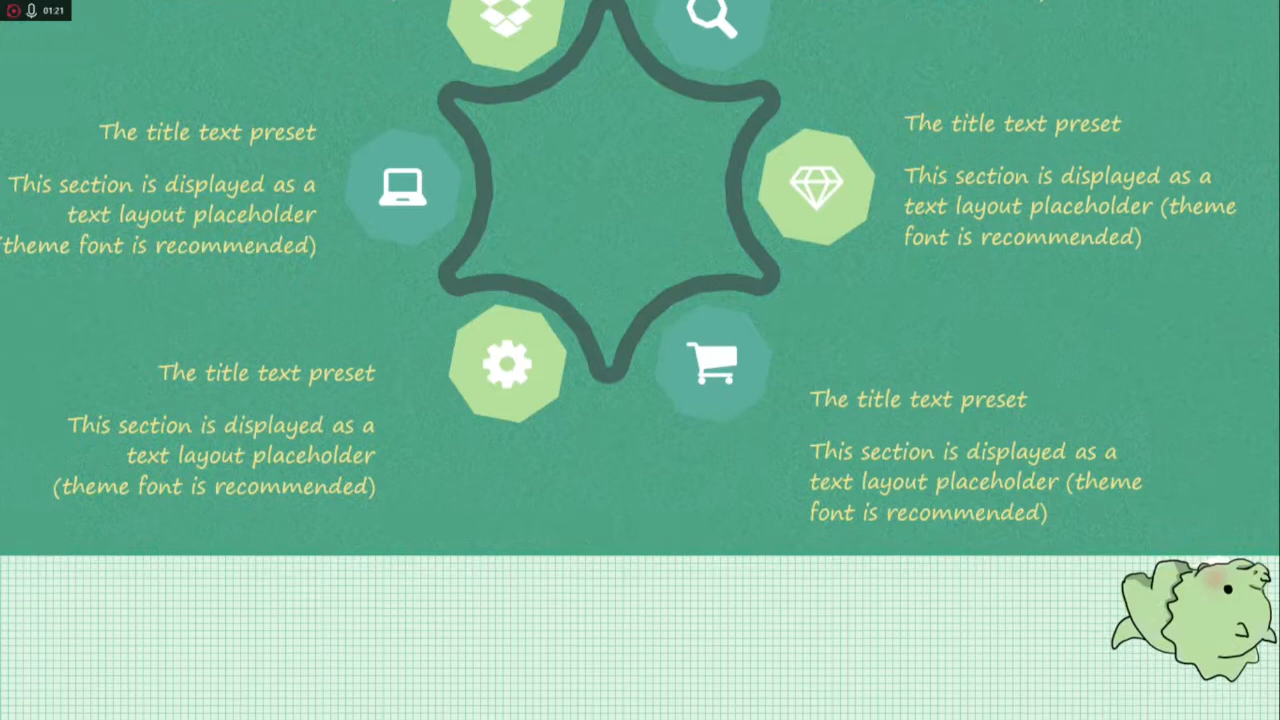 01:21
The title text preset
This section is displayed as a
text layout placeholder
(theme font is recommended)
The title text preset
This section is displayed as a
text layout placeholder (theme
font is recommended)
The title text preset
This section is displayed as a
text layout placeholder
(theme font is recommended)
The title text preset
This section is displayed as a
text layout placeholder (theme
font is recommended)